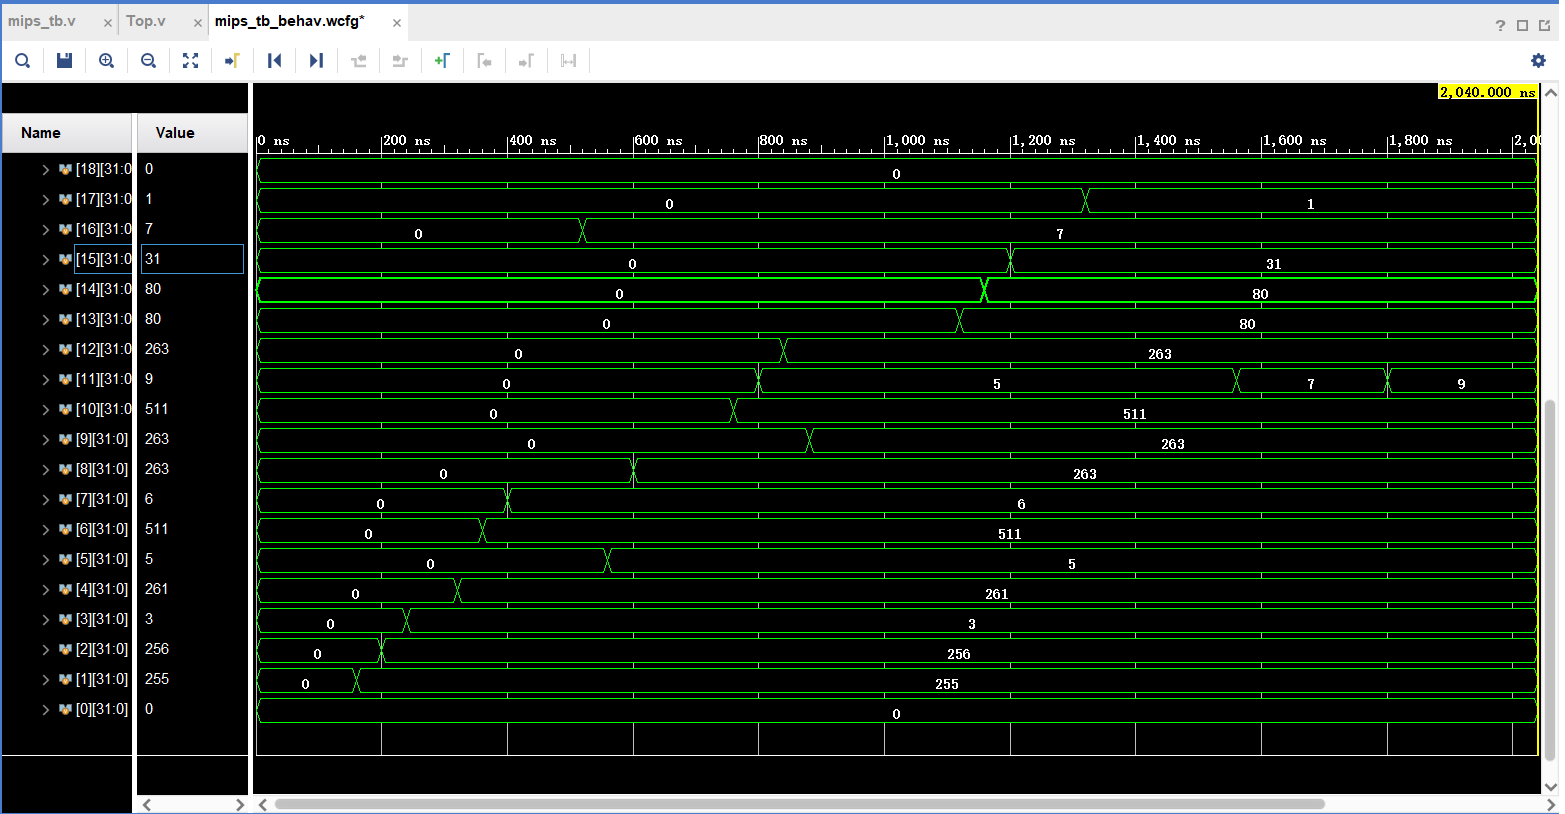 mips_tb.v × Top.v × mips_tb_behav.wcfg* ×
?
2,040.000 ns
Name Value
0 ns 200 ns 400 ns 600 ns 800 ns 1,000 ns 1,200 ns 1,400 ns 1,600 ns 1,800 ns 2,0
[18][31:0 0 0
[17][31:0 1 0 1
[16][31:0 7 0 7
[15][31:0 31 0 31
[14][31:0 80 0 80
[13][31:0 80 0 80
[12][31:0 263 0 263
[11][31:0 9 0 5 7 9
[10][31:0 511 0 511
[9][31:0] 263 0 263
[8][31:0] 263 0 263
[7][31:0] 6 0 6
[6][31:0] 511 0 511
[5][31:0] 5 0 5
[4][31:0] 261 0 261
[3][31:0] 3 0 3
[2][31:0] 256 0 256
[1][31:0] 255 0 255
[0][31:0] 0 0